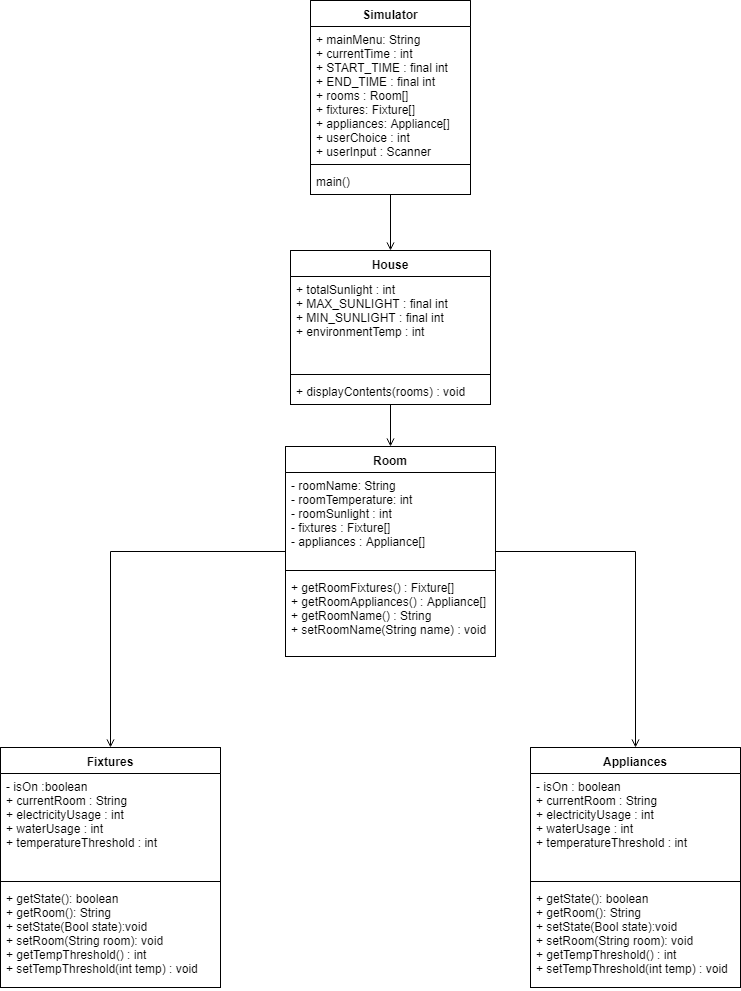 Simulator
+ mainMenu: String
+ currentTime : int
+ START_TIME : final int
+ END_TIME : final int
+ rooms : Room[]
+ fixtures: Fixture[]
+ appliances: Appliance[]
+ userChoice : int
+ userInput : Scanner
main()
House
+ totalSunlight : int
+ MAX_SUNLIGHT : final int
+ MIN_SUNLIGHT : final int
+ environmentTemp : int
+ displayContents(rooms) : void
Room
- roomName: String
- roomTemperature: int
- roomSunlight : int
- fixtures : Fixture[]
- appliances : Appliance[]
+ getRoomFixtures() : Fixture[]
+ getRoomAppliances() : Appliance[]
+ getRoomName() : String
+ setRoomName(String name) : void
Fixtures
- isOn :boolean
+ currentRoom : String
+ electricityUsage : int
+ waterUsage : int
+ temperatureThreshold : int
+ getState(): boolean
+ getRoom(): String
+ setState(Bool state):void
+ setRoom(String room): void
+ getTempThreshold() : int
+ setTempThreshold(int temp) : void
Appliances
- isOn : boolean
+ currentRoom : String
+ electricityUsage : int
+ waterUsage : int
+ temperatureThreshold : int
+ getState(): boolean
+ getRoom(): String
+ setState(Bool state):void
+ setRoom(String room): void
+ getTempThreshold() : int
+ setTempThreshold(int temp) : void